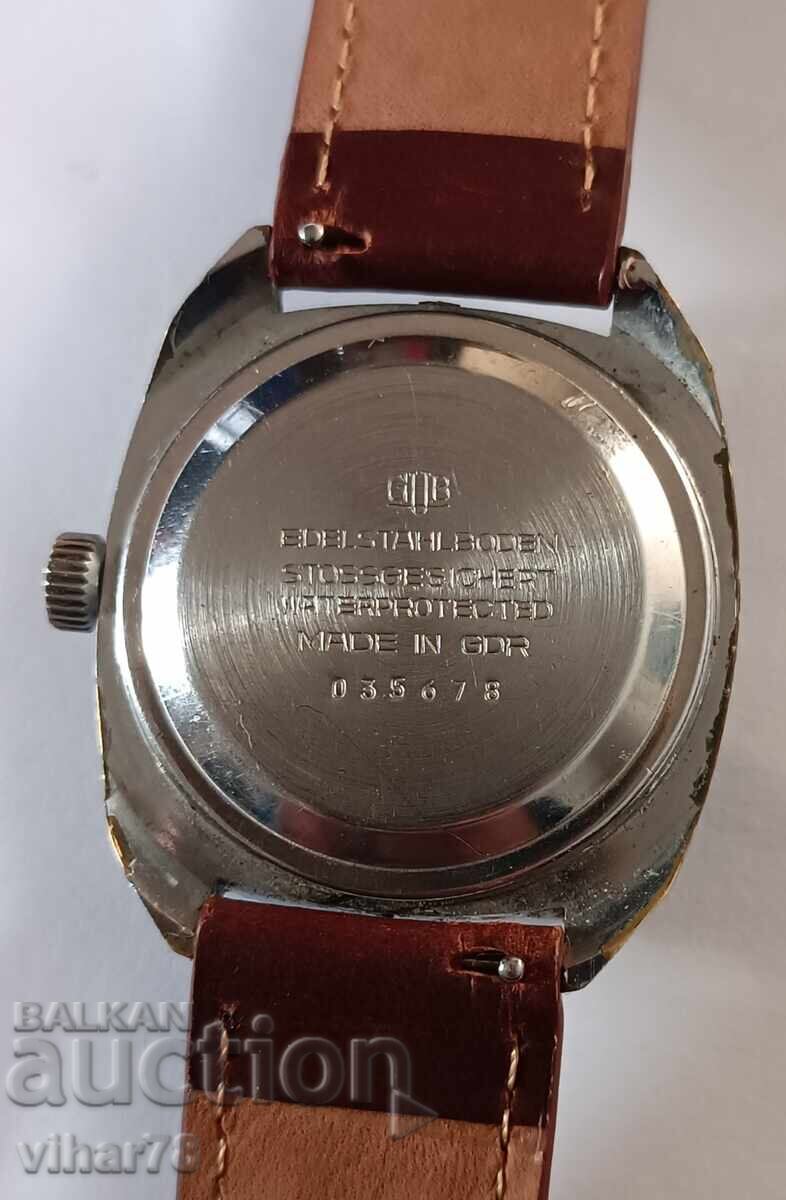 GUB
EDELSTAHLBODEN
STOSSGESICHERT
WATERPROTECTED
MADE IN GDR
035678
BALKAN
auction
vihar78